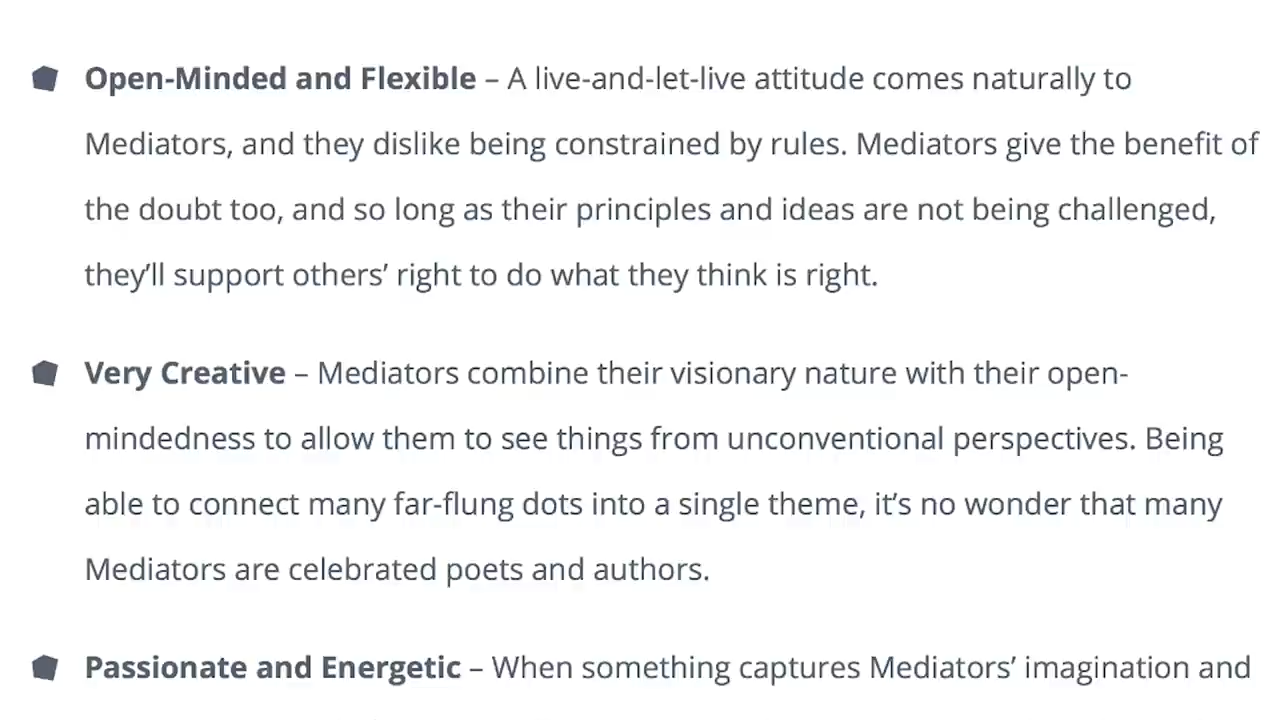 Open-Minded and Flexible – A live-and-let-live attitude comes naturally to
Mediators, and they dislike being constrained by rules. Mediators give the benefit of
the doubt too, and so long as their principles and ideas are not being challenged,
they’ll support others’ right to do what they think is right.
Very Creative – Mediators combine their visionary nature with their open-
mindedness to allow them to see things from unconventional perspectives. Being
able to connect many far-flung dots into a single theme, it’s no wonder that many
Mediators are celebrated poets and authors.
Passionate and Energetic – When something captures Mediators’ imagination and